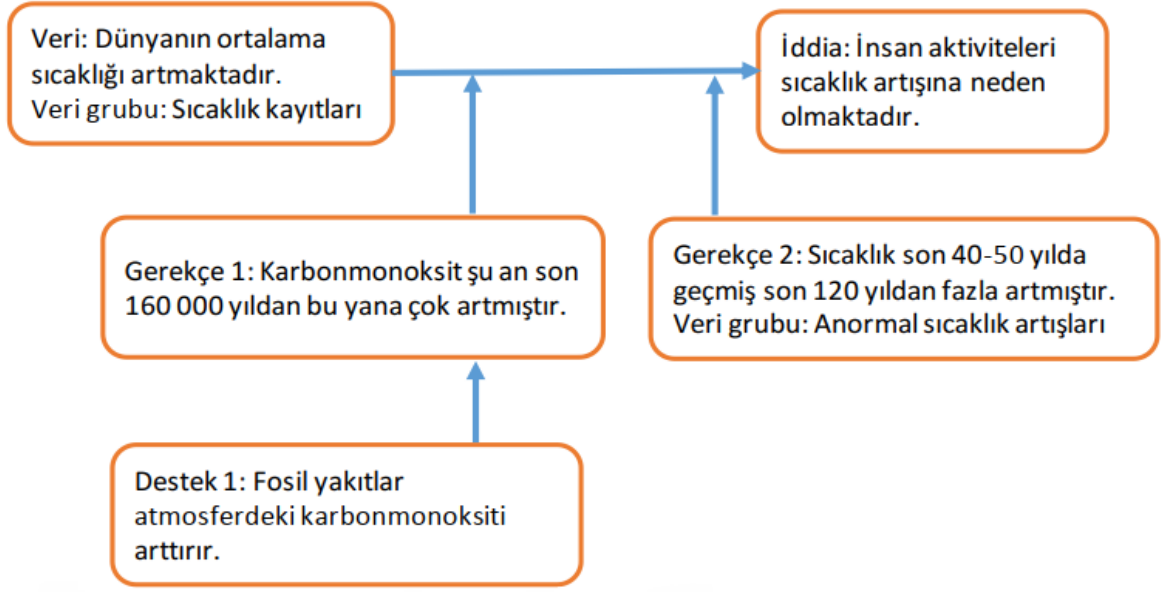 Veri: Dünyanın ortalama
sıcaklığı artmaktadır.
Veri grubu: Sıcaklık kayıtları
İddia: İnsan aktiviteleri
sıcaklık artışına neden
olmaktadır.
Gerekçe 1: Karbonmonoksit şu an son
160 000 yıldan bu yana çok artmıştır.
Gerekçe 2: Sıcaklık son 40-50 yılda
geçmiş son 120 yıldan fazla artmıştır.
Veri grubu: Anormal sıcaklık artışları
Destek 1: Fosil yakıtlar
atmosferdeki karbonmonoksiti
arttırır.